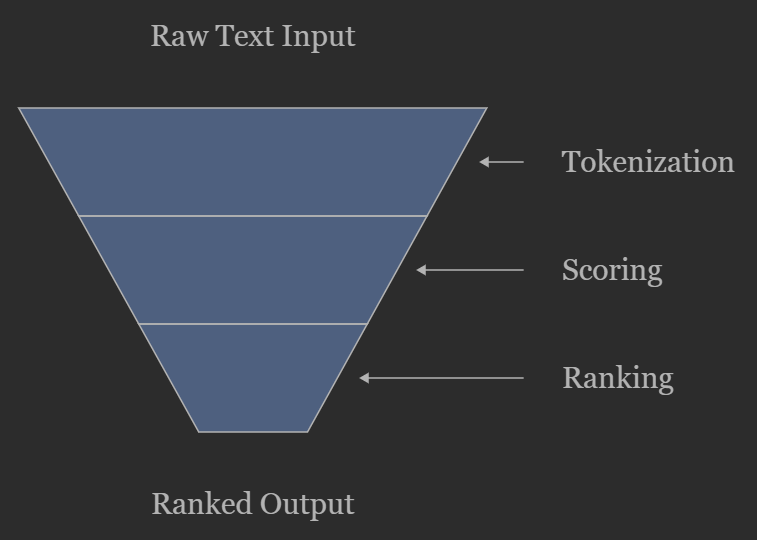 Raw Text Input
Tokenization
Scoring
Ranking
Ranked Output